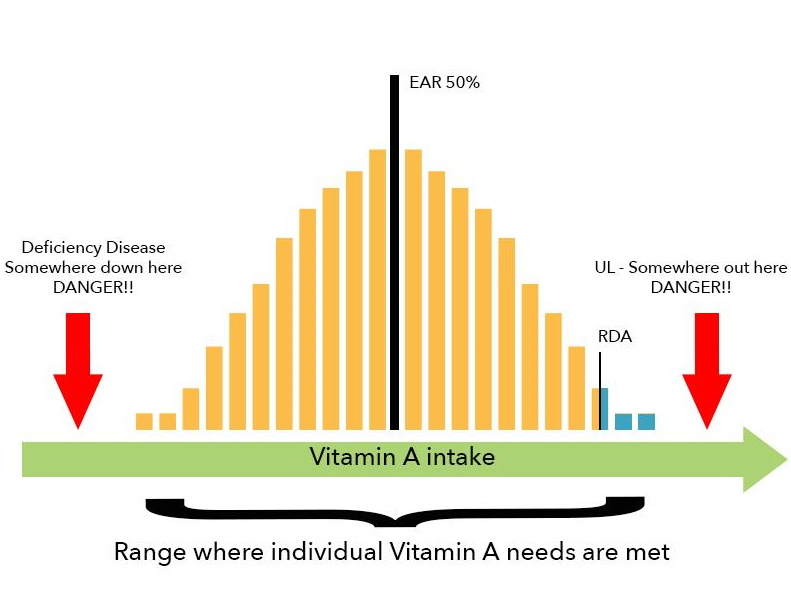 EAR 50%
Deficiency Disease
Somewhere down here
DANGER!!
UL - Somewhere out here
DANGER!!
RDA
Vitamin A intake
Range where individual Vitamin A needs are met